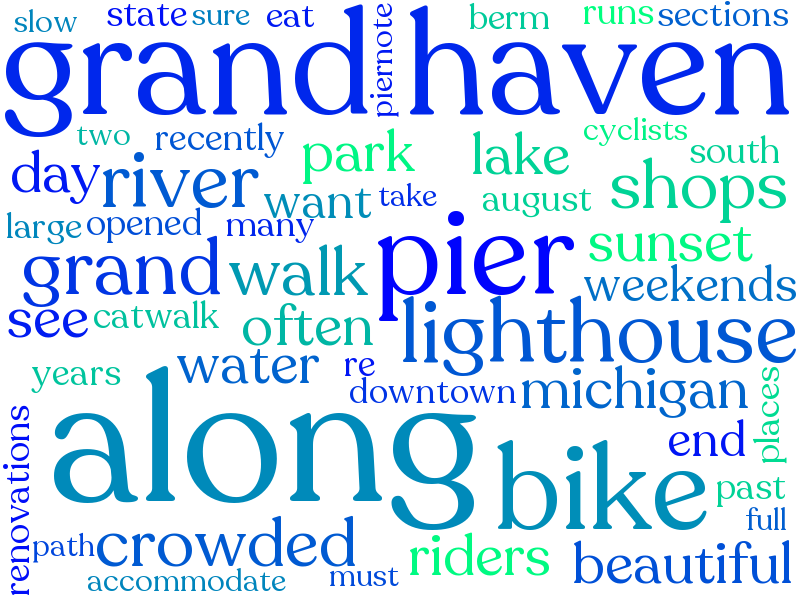 slow state sure eat piernote berm runs sections
grand haven
two recently park lake cyclists south
day river want take august shops
large opened many pier sunset
grand walk weekends
see catwalk often lighthouse
years water re downtown michigan places
along bike end past full
renovations path crowded riders beautiful
accommodate must